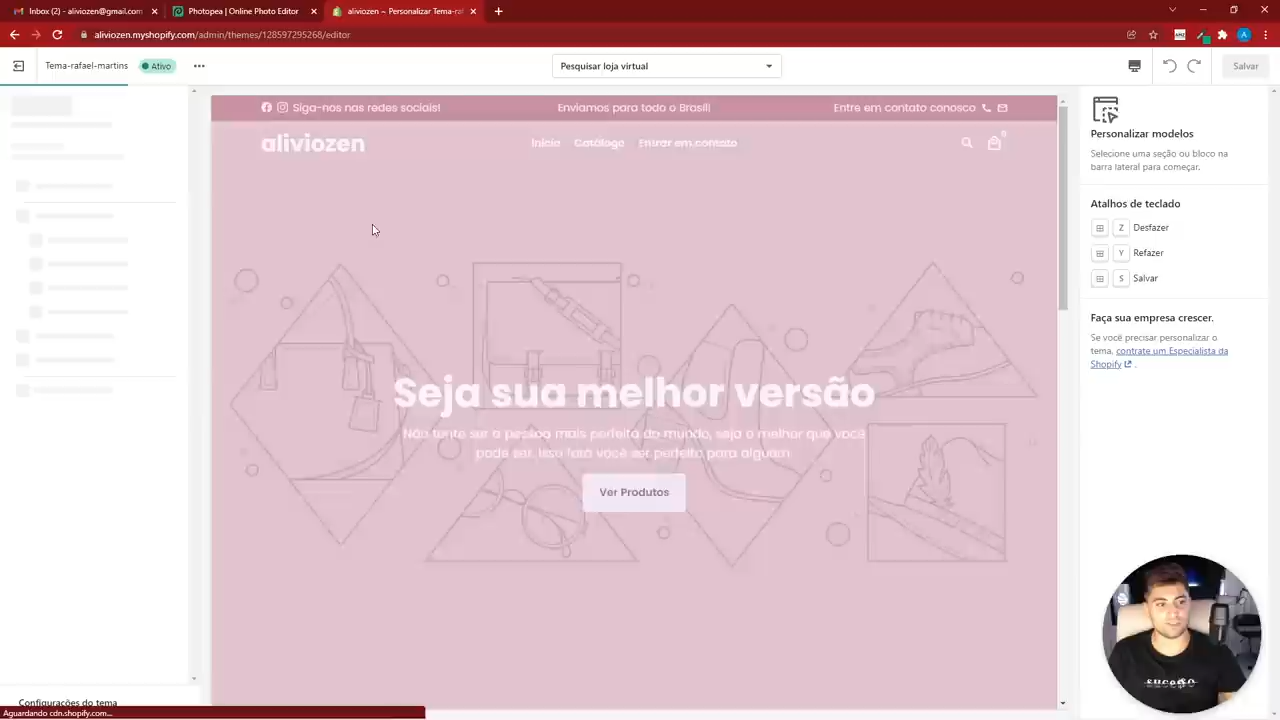 Inbox (2) - aliviozen@gmail.com
Photopea | Online Photo Editor
aliviozen ~ Personalizar Tema-raf
aliviozen.myshopify.com/admin/themes/128597295268/editor
Tema-rafael-martins
Ativo
Pesquisar loja virtual
Salvar
Siga-nos nas redes sociais!
Enviamos para todo o Brasil!
Entre em contato conosco
aliviozen
Início
Catálogo
Entrar em contato
0
Seja sua melhor versão
Não tente ser a pessoa mais perfeita do mundo, seja o melhor que você
pode ser. Isso fará você ser perfeito para alguém
Ver Produtos
Personalizar modelos
Selecione uma seção ou bloco na
barra lateral para começar.
Atalhos de teclado
Z Desfazer
Y Refazer
S Salvar
Faça sua empresa crescer.
Se você precisar personalizar o
tema, contrate um Especialista da
Shopify .
Configurações do tema
Aguardando cdn.shopify.com...